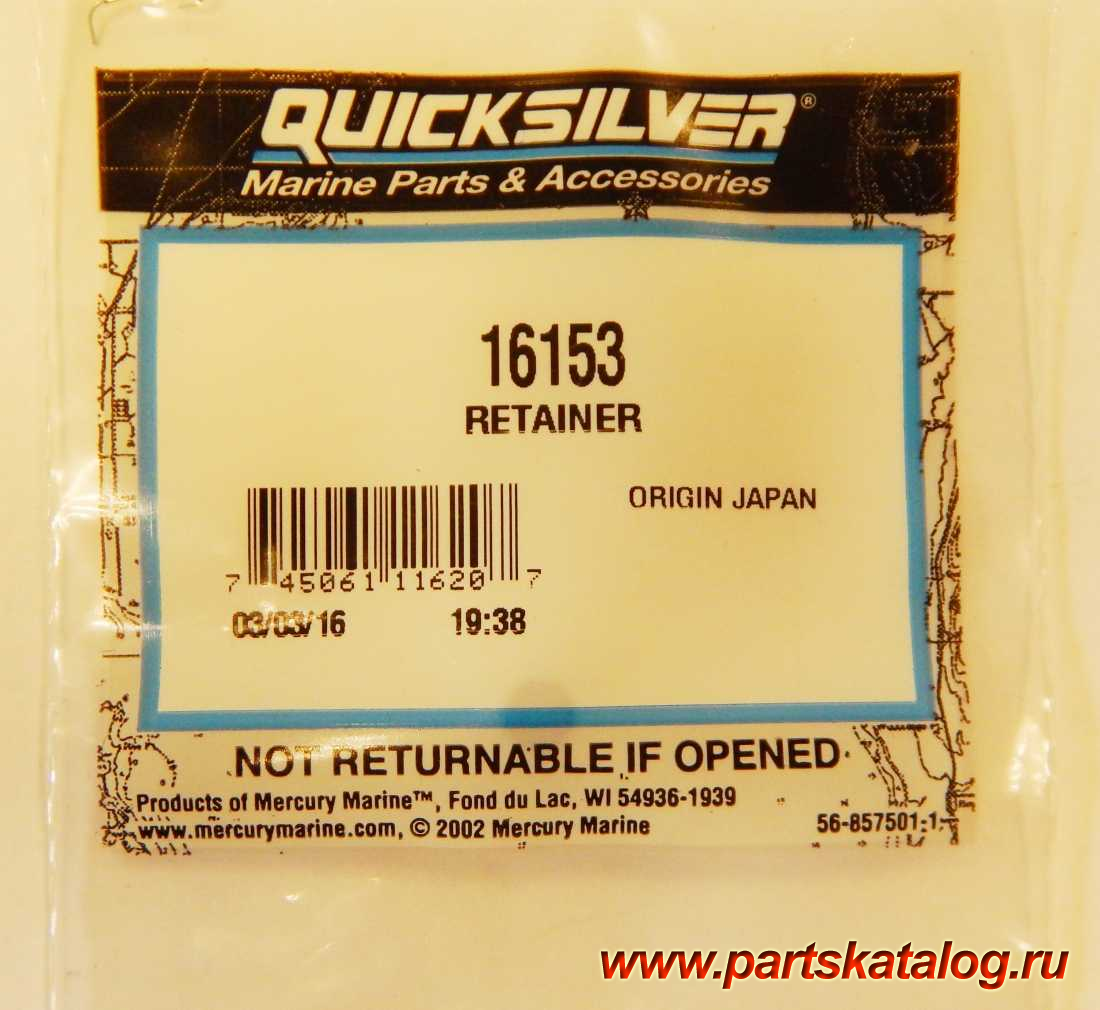 QUICKSILVER®
Marine Parts & Accessories
16153
RETAINER
ORIGIN JAPAN
7 45061 11620 7
03/03/16 19:38
NOT RETURNABLE IF OPENED
Products of Mercury Marine™, Fond du Lac, WI 54936-1939
www.mercurymarine.com, © 2002 Mercury Marine 56-857501-1
www.partskatalog.ru